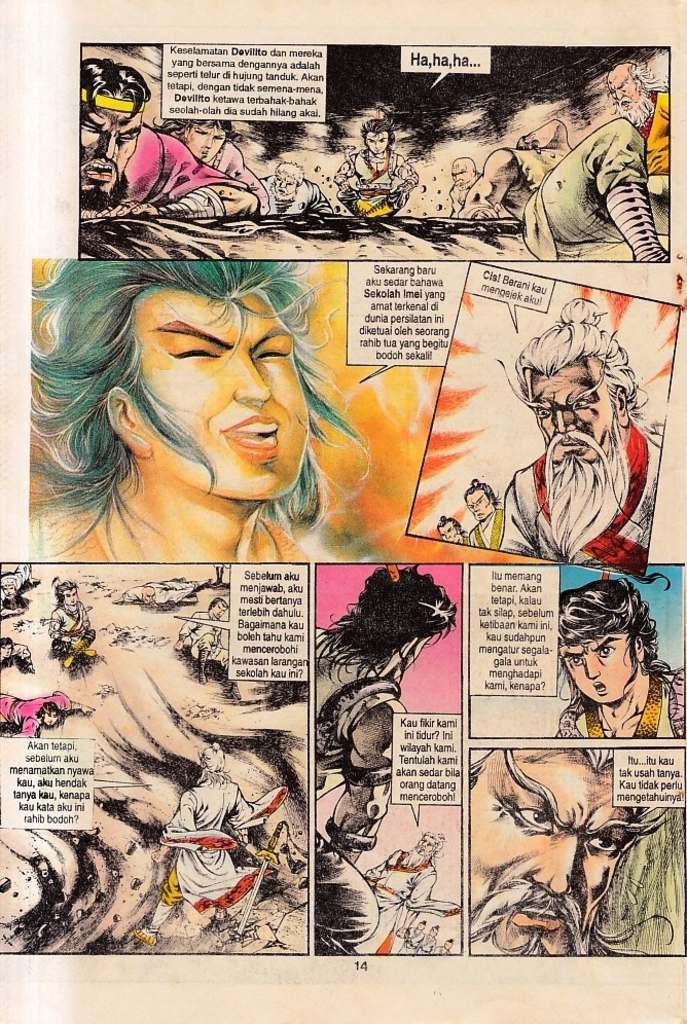 Keselamatan Devilito dan mereka
yang bersama dengannya adalah
seperti telur di hujung tanduk. Akan
tetapi, dengan tidak semena-mena,
Devilito ketawa terbahak-bahak
seolah-olah dia sudah hilang akal.
Ha,ha,ha...
Sekarang baru
aku sedar bahawa
Sekolah Imei yang
amat terkenal di
dunia persilatan ini
diketuai oleh seorang
rahib tua yang begitu
bodoh sekali!
Cis! Berani kau
mengejek aku!
Sebelum aku
menjawab, aku
mesti bertanya
terlebih dahulu.
Bagaimana kau
boleh tahu kami
mencerobohi
kawasan larangan
sekolah kau ini?
Akan tetapi,
sebelum aku
menamatkan nyawa
kau, aku hendak
tanya kau, kenapa
kau kata aku ini
rahib bodoh?
Kau fikir kami
ini tidur? Ini
wilayah kami.
Tentulah kami
akan sedar bila
orang datang
menceroboh!
Itu memang
benar. Akan
tetapi, kalau
tak silap, sebelum
ketibaan kami ini,
kau sudahpun
mengatur segala-
gala untuk
menghadapi
kami, kenapa?
Itu...itu kau
tak usah tanya.
Kau tidak perlu
mengetahuinya!
14